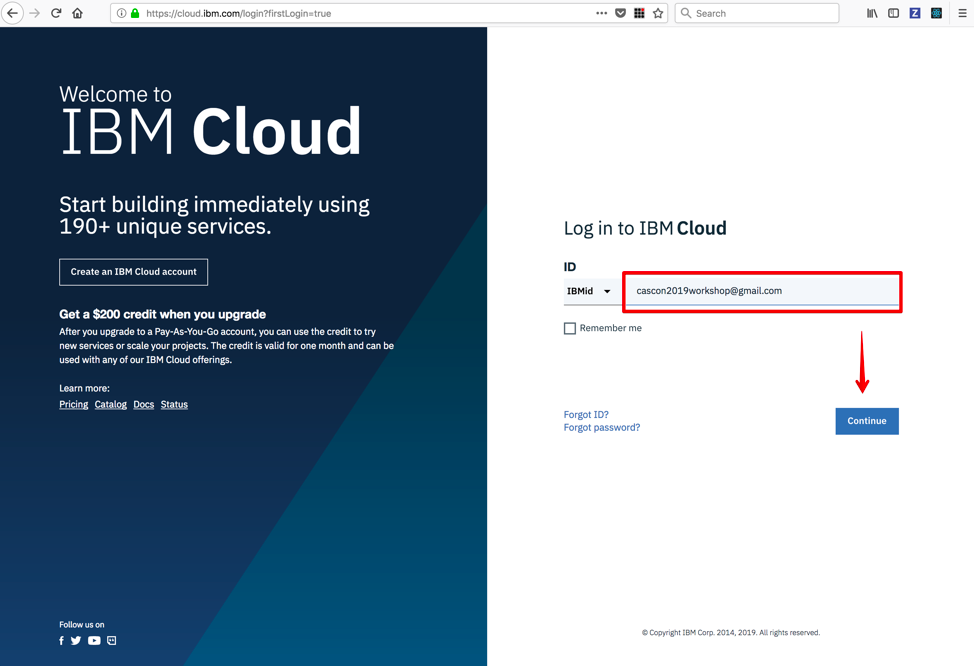 https://cloud.ibm.com/login?firstLogin=true
Search
Welcome to
IBM Cloud
Start building immediately using
190+ unique services.
Create an IBM Cloud account
Get a $200 credit when you upgrade
After you upgrade to a Pay-As-You-Go account, you can use the credit to try
new services or scale your projects. The credit is valid for one month and can be
used with any of our IBM Cloud offerings.
Learn more:
Pricing Catalog Docs Status
Follow us on
Log in to IBM Cloud
ID
IBMid cascon2019workshop@gmail.com
Remember me
Forgot ID?
Forgot password?
Continue
© Copyright IBM Corp. 2014, 2019. All rights reserved.